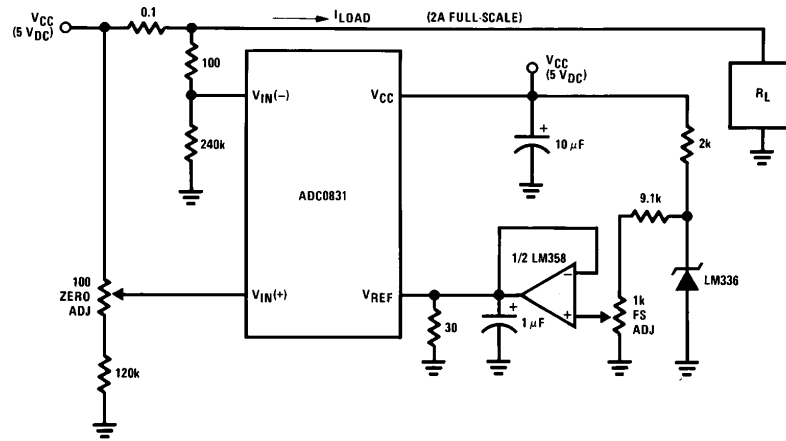 VCC
(5 VDC)
0.1
ILOAD
(2A FULL-SCALE)
100
240k
VIN(−)
VCC
ADC0831
VIN(+)
VREF
VCC
(5 VDC)
10 μF
RL
2k
9.1k
1/2 LM358
−
+
LM336
1k
FS
ADJ
30
+
1 μF
+
100
ZERO
ADJ
120k